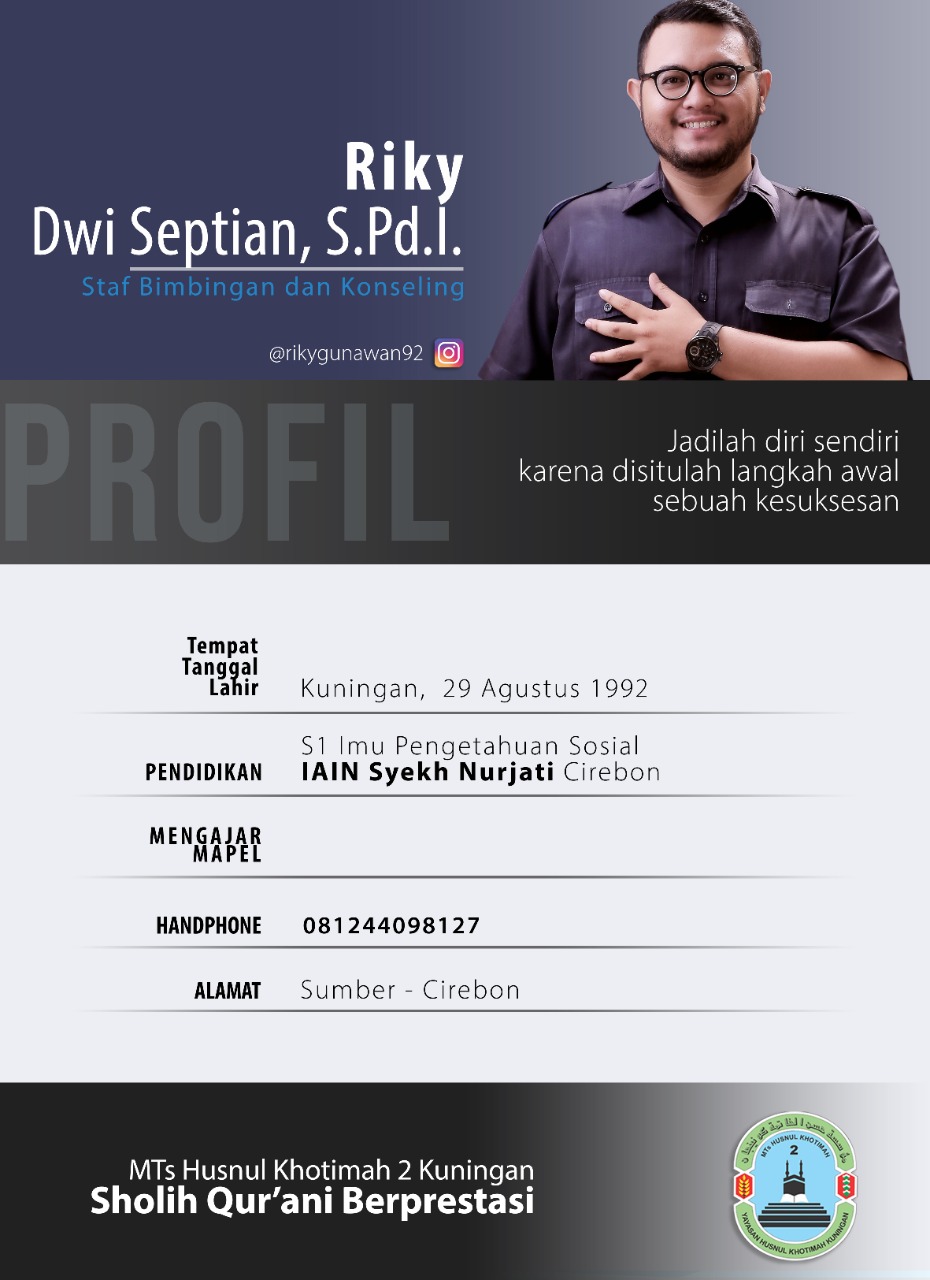 Riky
Dwi Septian, S.Pd.I.
Staf Bimbingan dan Konseling
@rikygunawan92
PROFIL
Jadilah diri sendiri
karena disitulah langkah awal
sebuah kesuksesan
Tempat
Tanggal
Lahir
Kuningan, 29 Agustus 1992
S1 Imu Pengetahuan Sosial
PENDIDIKAN
IAIN Syekh Nurjati Cirebon
MENGAJAR
MAPEL
HANDPHONE
081244098127
ALAMAT
Sumber - Cirebon
MTs Husnul Khotimah 2 Kuningan
Sholih Qur'ani Berprestasi
MTs HUSNUL KHOTIMAH
2
YAYASAN HUSNUL KHOTIMAH KUNINGAN